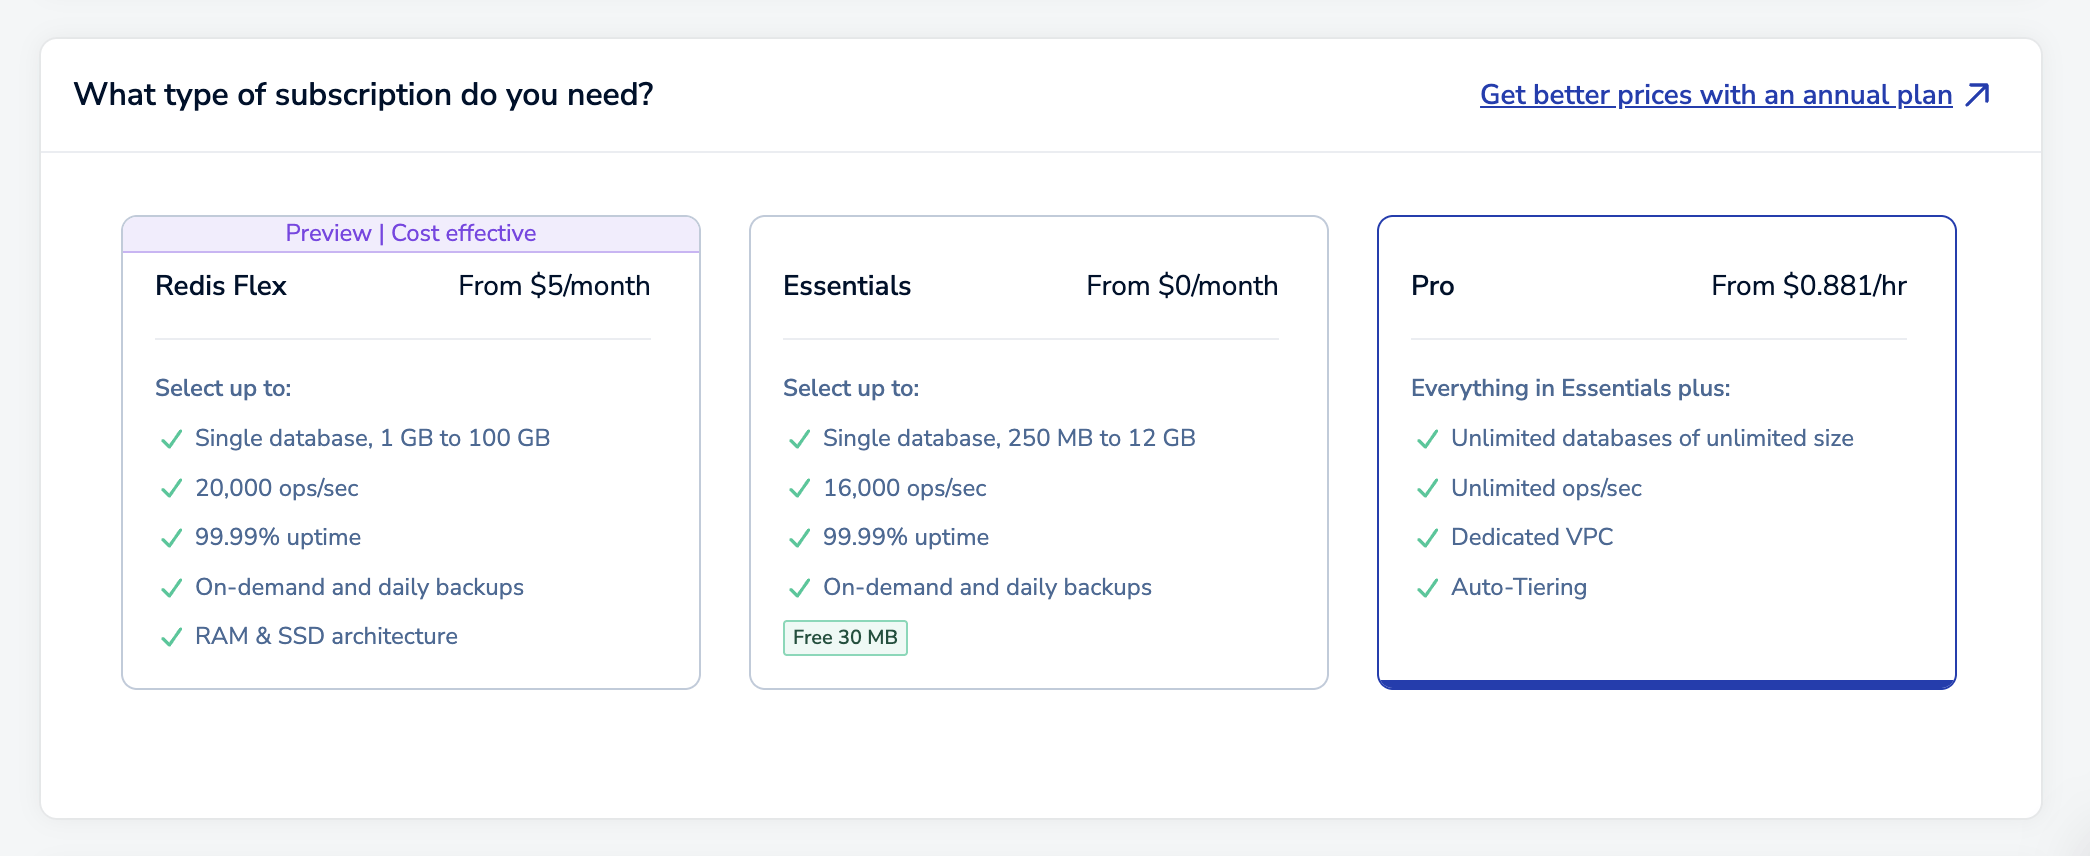 What type of subscription do you need?
Get better prices with an annual plan
Preview | Cost effective
Redis Flex
From $5/month
Select up to:
Single database, 1 GB to 100 GB
20,000 ops/sec
99.99% uptime
On-demand and daily backups
RAM & SSD architecture
Essentials
From $0/month
Select up to:
Single database, 250 MB to 12 GB
16,000 ops/sec
99.99% uptime
On-demand and daily backups
Free 30 MB
Pro
From $0.881/hr
Everything in Essentials plus:
Unlimited databases of unlimited size
Unlimited ops/sec
Dedicated VPC
Auto-Tiering